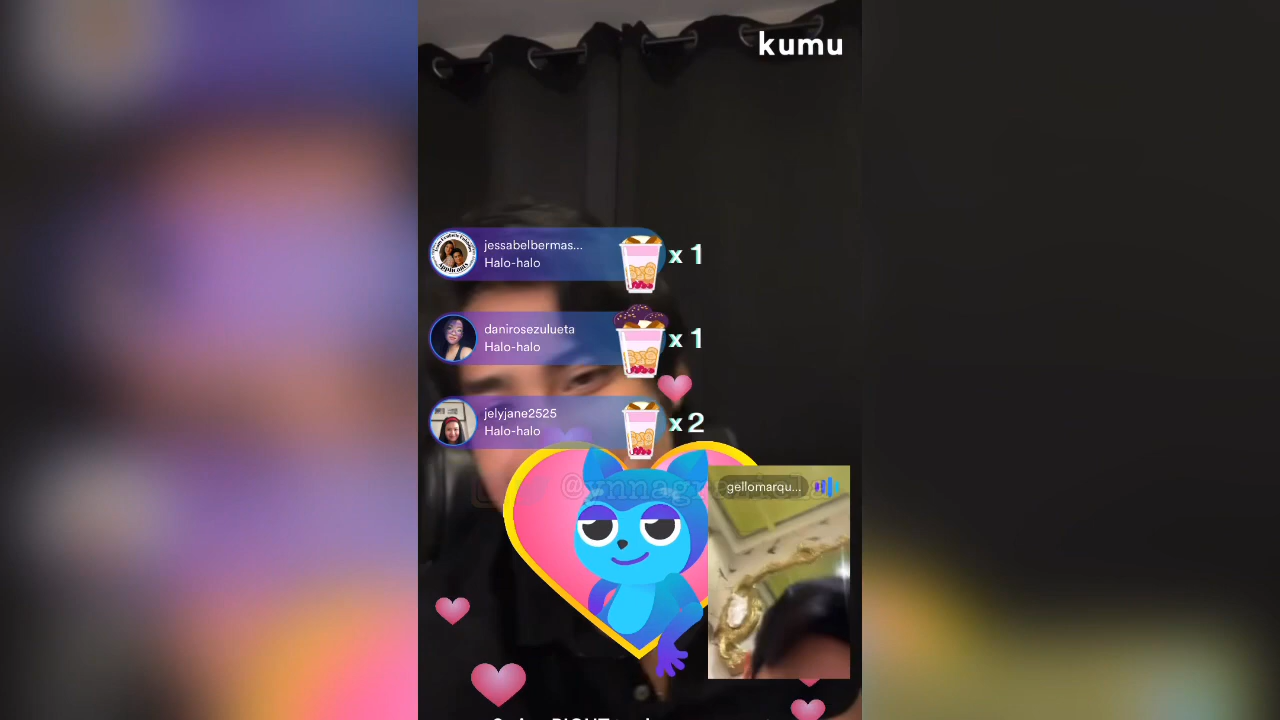 kumu
jessabelbermas...
Halo-halo
x 1
danirosezulueta
Halo-halo
x 1
jelyjane2525
Halo-halo
x 2
gellomarqu...